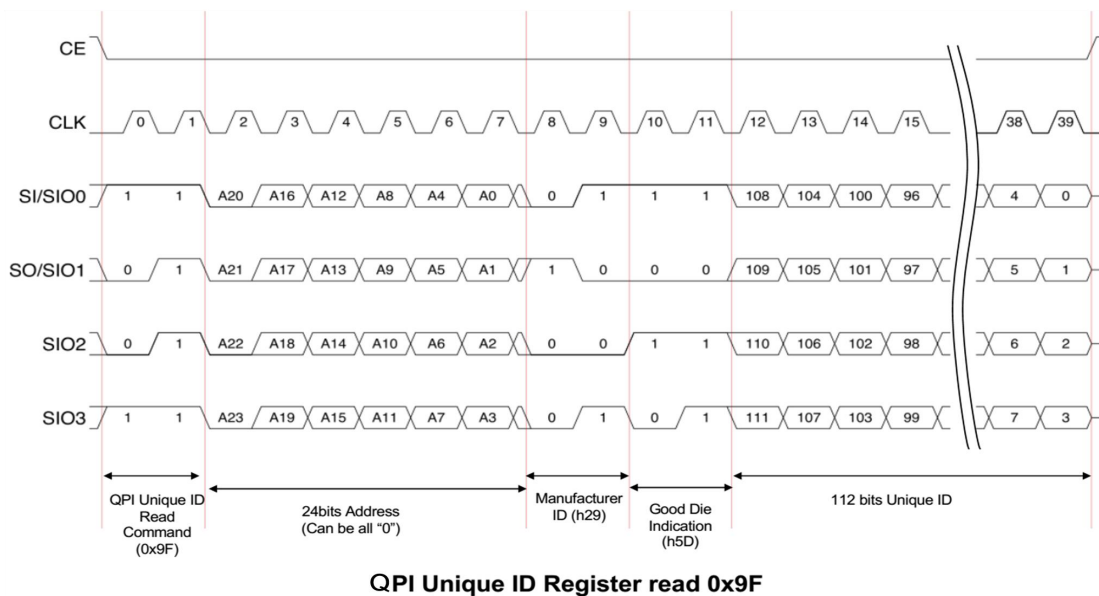 CE
CLK 0 1 2 3 4 5 6 7 8 9 10 11 12 13 14 15 38 39
SI/SIO0 1 1 A20 A16 A12 A8 A4 A0 0 1 1 1 108 104 100 96 4 0
SO/SIO1 0 1 A21 A17 A13 A9 A5 A1 1 0 0 0 109 105 101 97 5 1
SIO2 0 1 A22 A18 A14 A10 A6 A2 0 0 1 1 110 106 102 98 6 2
SIO3 1 1 A23 A19 A15 A11 A7 A3 0 1 0 1 111 107 103 99 7 3
QPI Unique ID
Read
Command
(0x9F)
24bits Address
(Can be all “0”)
Manufacturer
ID (h29)
Good Die
Indication
(h5D)
112 bits Unique ID
QPI Unique ID Register read 0x9F